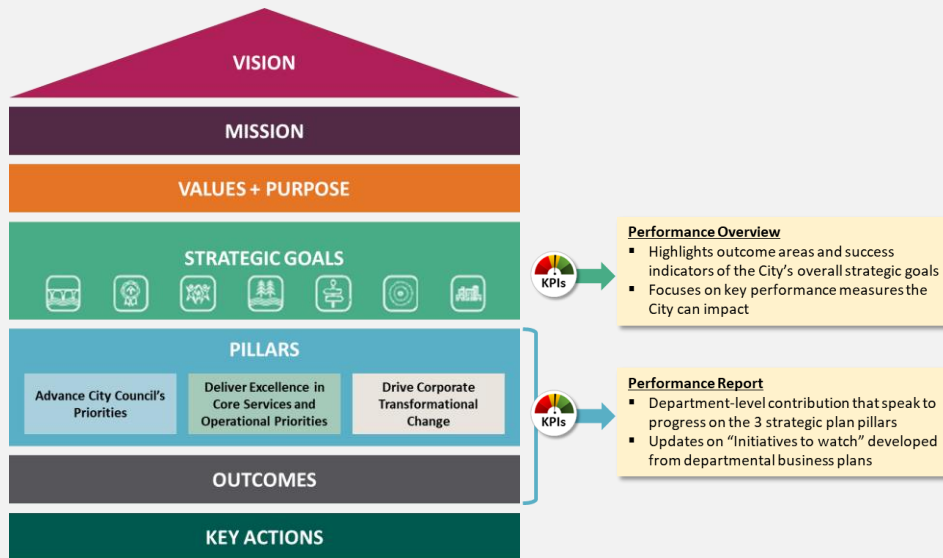 VISION
MISSION
VALUES + PURPOSE
STRATEGIC GOALS
KPIs
Performance Overview
▪ Highlights outcome areas and success
indicators of the City's overall strategic goals
▪ Focuses on key performance measures the
City can impact
PILLARS
Advance City Council's
Priorities
Deliver Excellence in
Core Services and
Operational Priorities
Drive Corporate
Transformational
Change
KPIs
Performance Report
▪ Department-level contribution that speak to
progress on the 3 strategic plan pillars
▪ Updates on “Initiatives to watch” developed
from departmental business plans
OUTCOMES
KEY ACTIONS